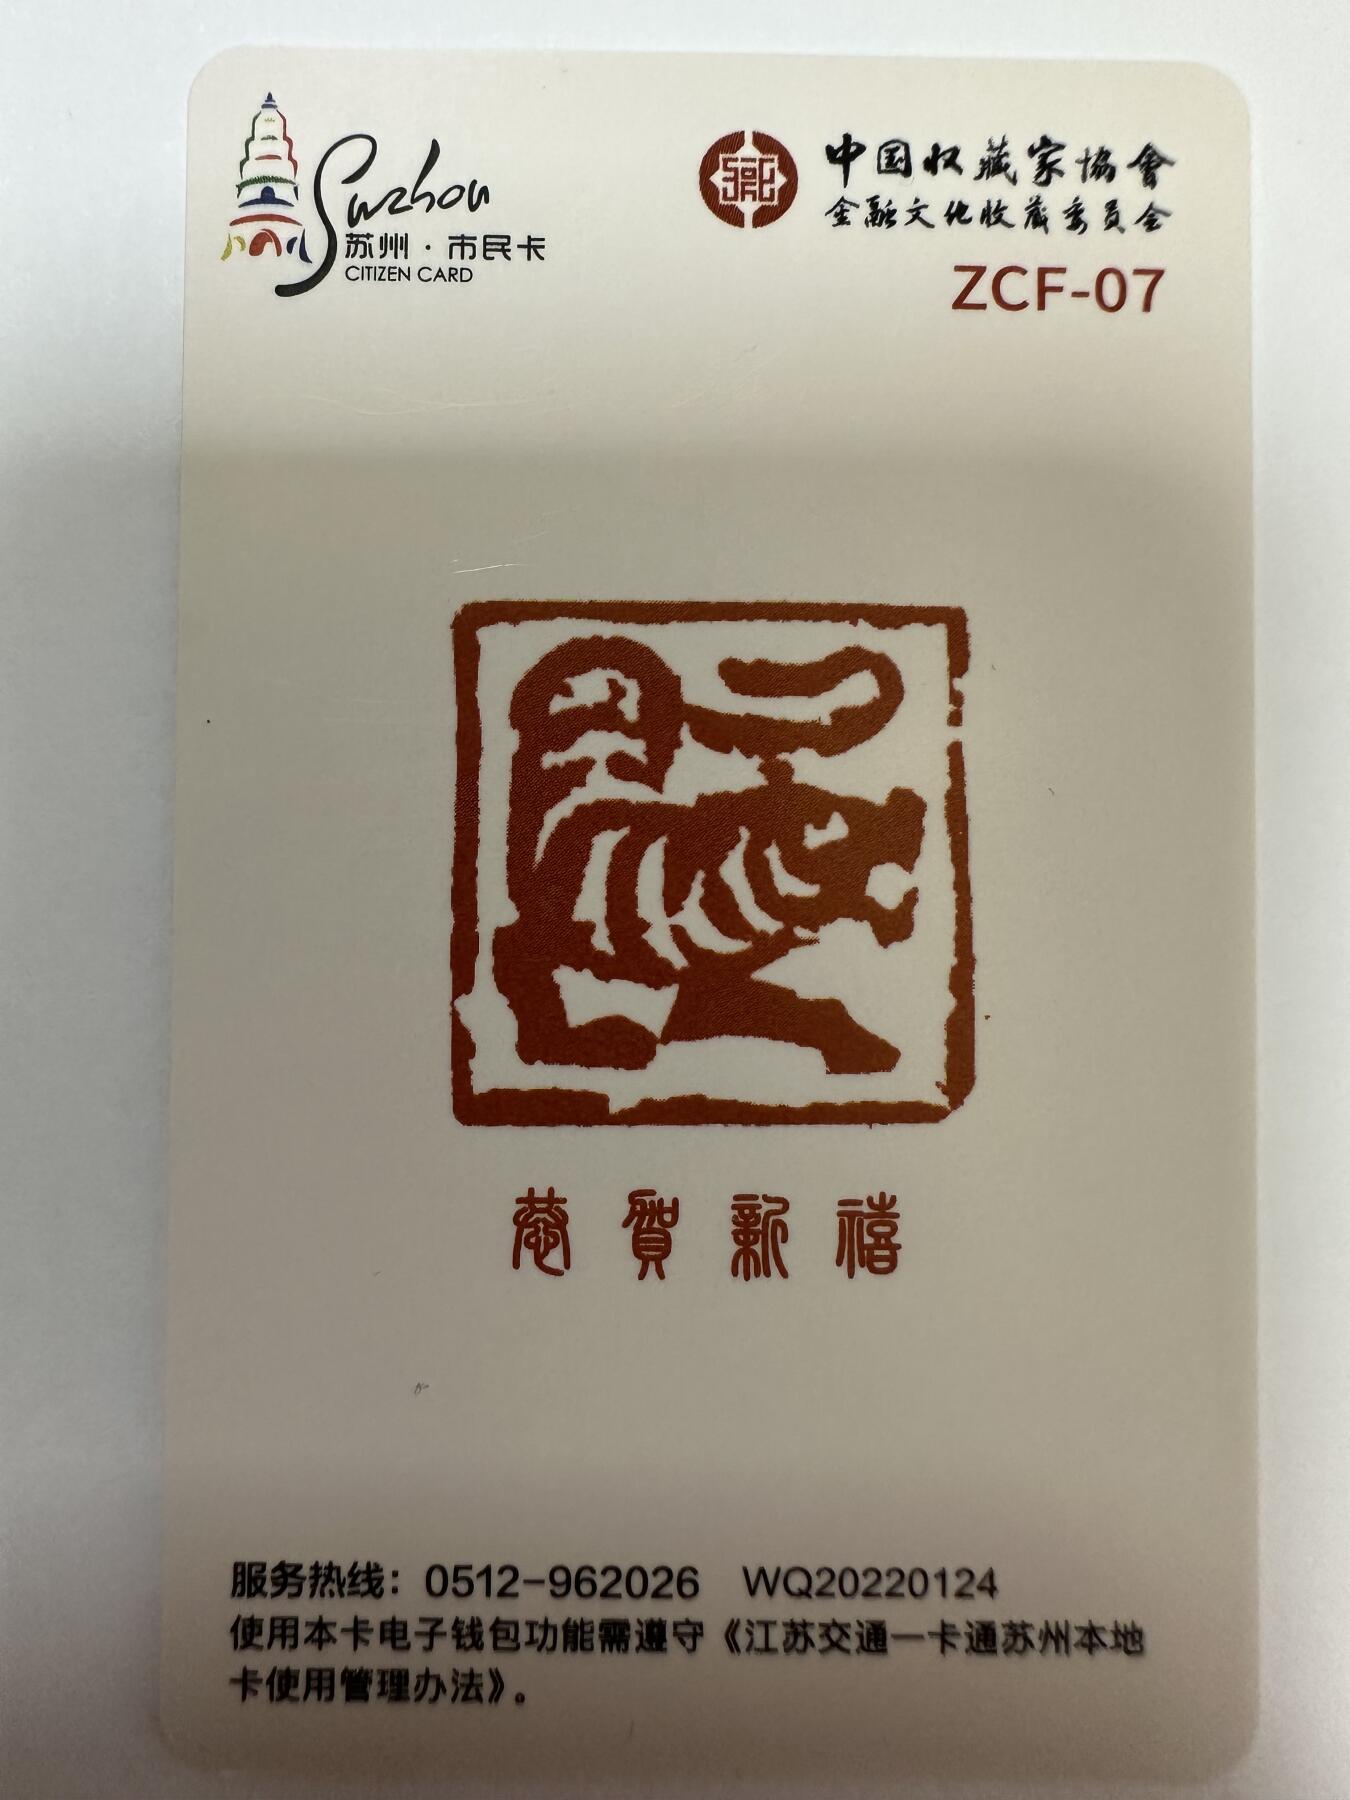 Suzhou
苏州·市民卡
CITIZEN CARD
中国收藏家協會
金融文化收藏委员会
ZCF-07
恭賀新禧
服务热线：0512-962026 WQ20220124
使用本卡电子钱包功能需遵守《江苏交通一卡通苏州本地
卡使用管理办法》。